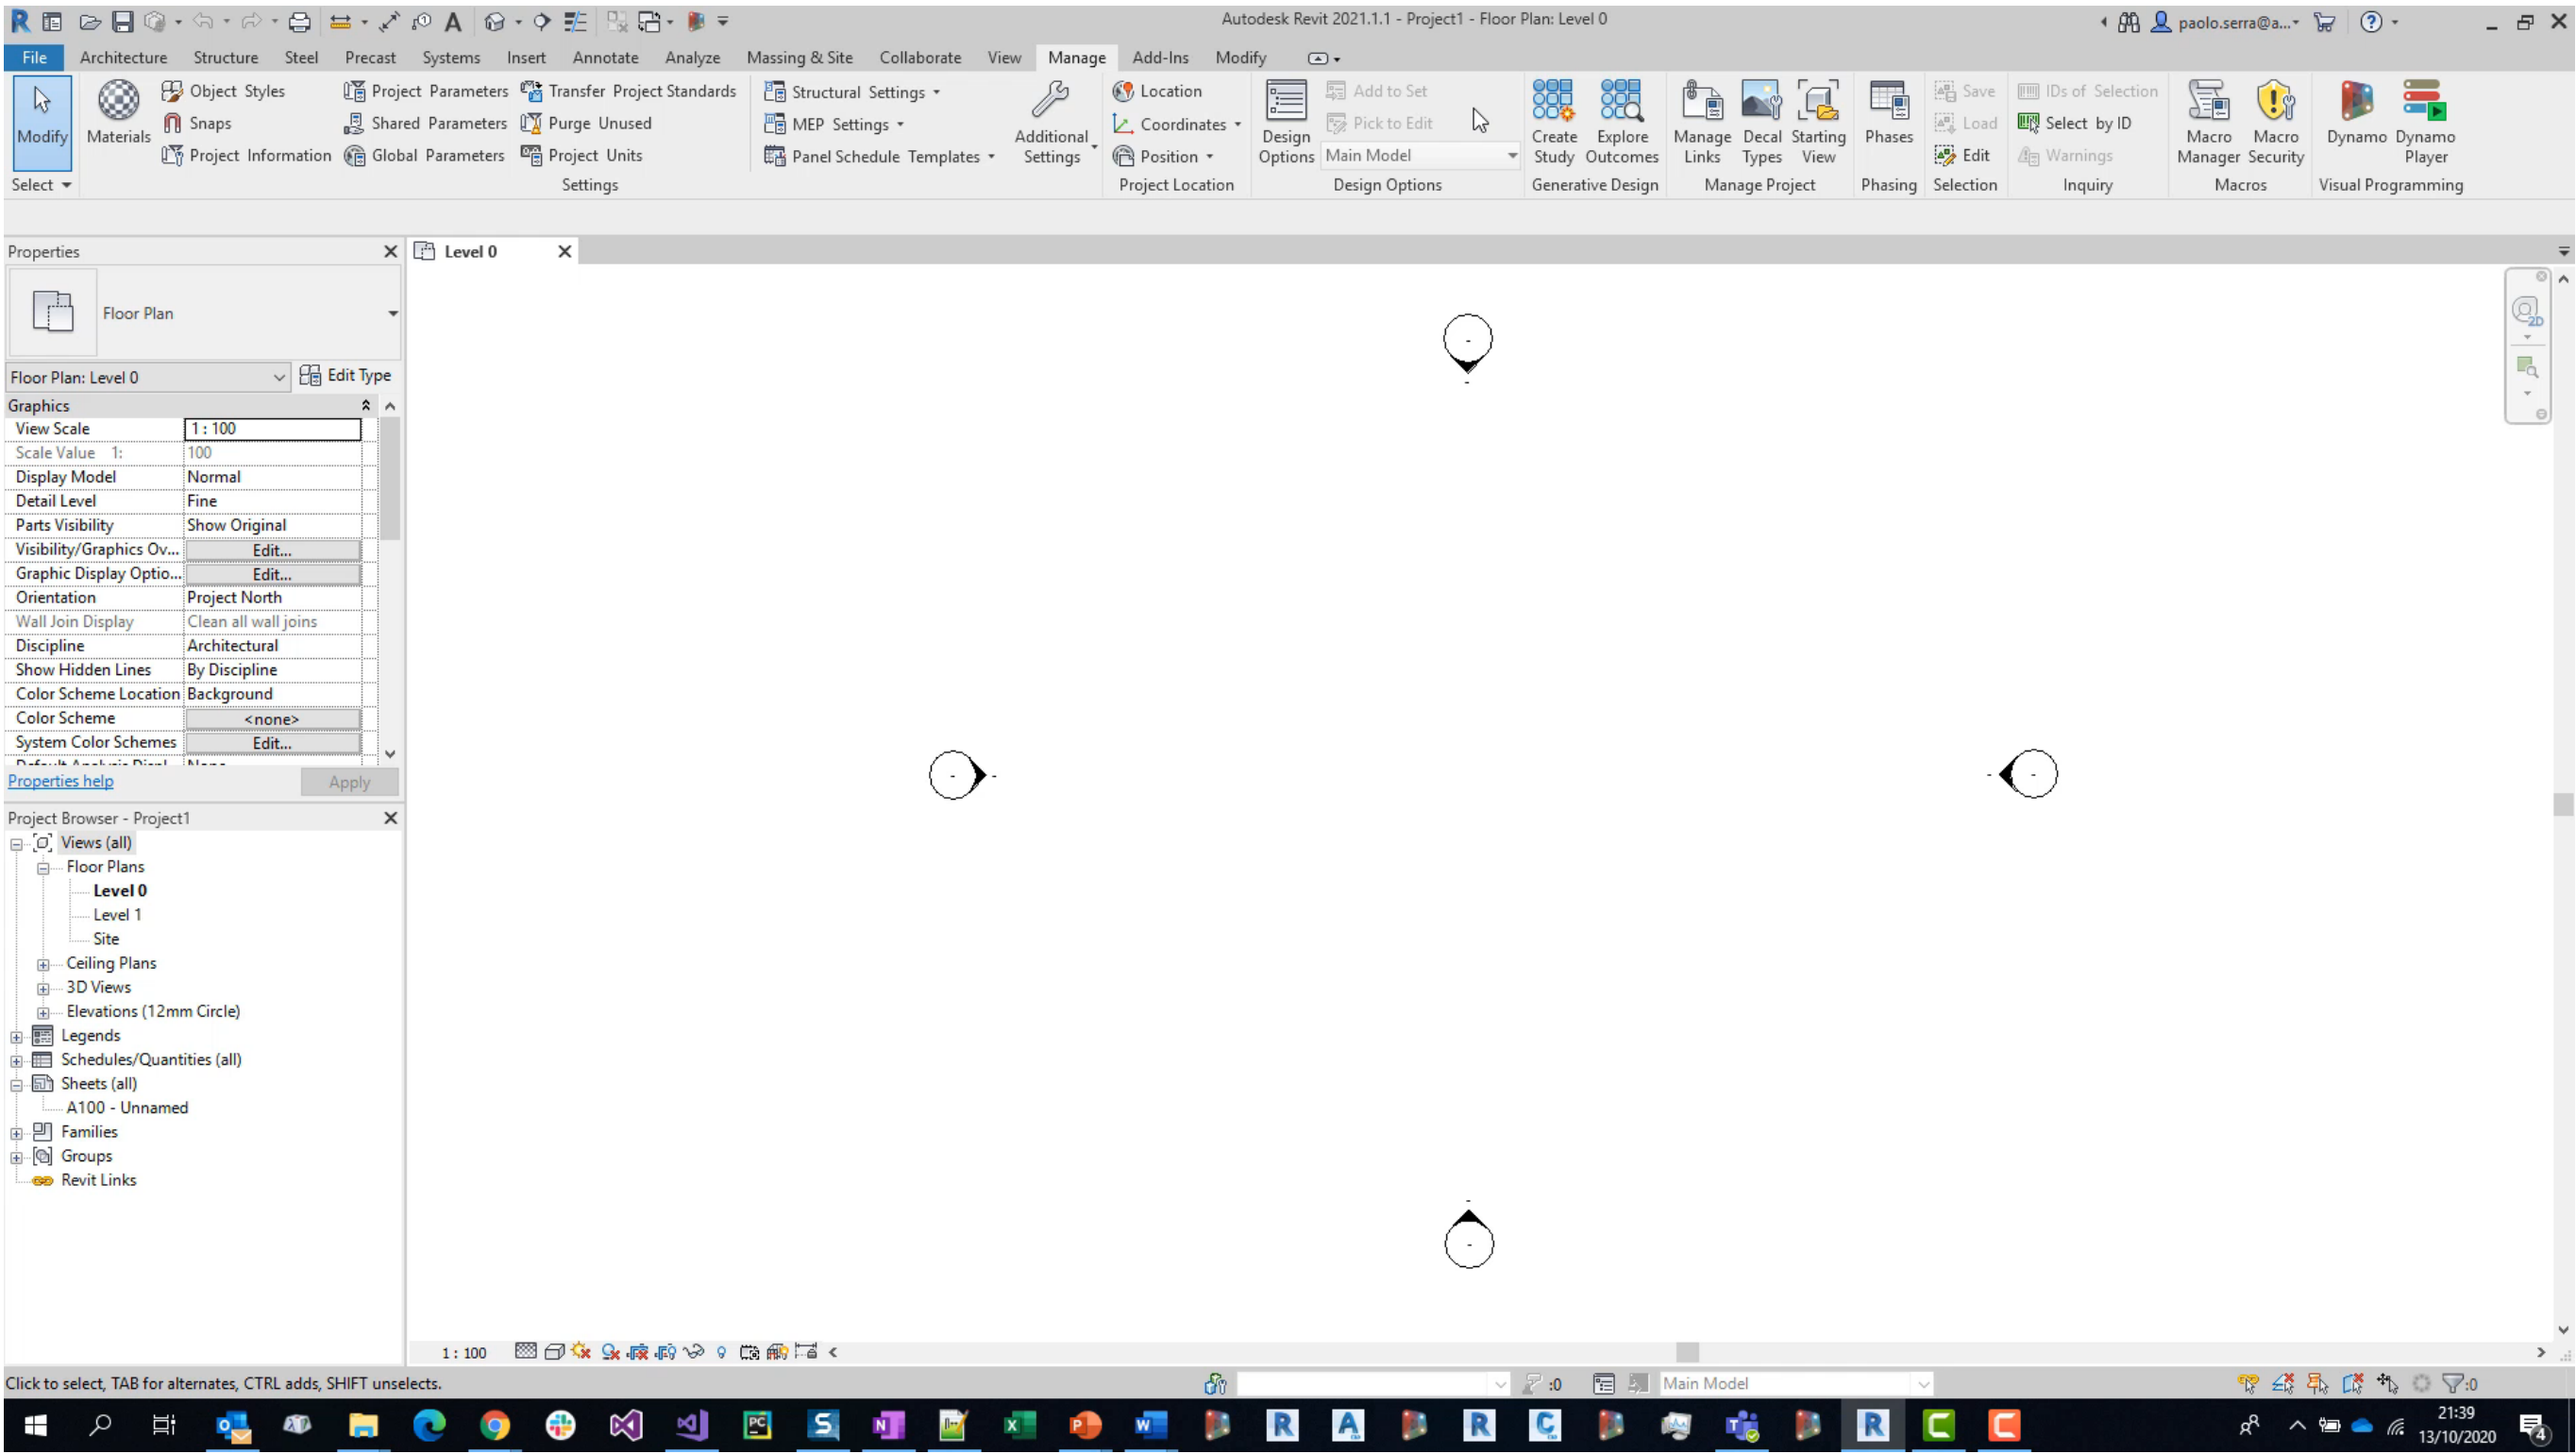 Autodesk Revit 2021.1.1 - Project1 - Floor Plan: Level 0
paolo.serra@a...
File Architecture Structure Steel Precast Systems Insert Annotate Analyze Massing & Site Collaborate View Manage Add-Ins Modify
Modify
Select
Materials
Object Styles
Snaps
Project Information
Project Parameters
Shared Parameters
Global Parameters
Transfer Project Standards
Purge Unused
Project Units
Settings
Structural Settings
MEP Settings
Panel Schedule Templates
Additional
Settings
Location
Coordinates
Position
Project Location
Design
Options
Add to Set
Pick to Edit
Main Model
Design Options
Create
Study
Explore
Outcomes
Generative Design
Manage
Links
Decal
Types
Starting
View
Manage Project
Phases
Phasing
Save
Load
Edit
Selection
IDs of Selection
Select by ID
Warnings
Inquiry
Macro
Manager
Macro
Security
Macros
Dynamo
Dynamo
Player
Visual Programming
Properties
Level 0
2D
Floor Plan
Floor Plan: Level 0
Edit Type
Graphics
View Scale 1 : 100
Scale Value 1: 100
Display Model Normal
Detail Level Fine
Parts Visibility Show Original
Visibility/Graphics Ov... Edit...
Graphic Display Optio... Edit...
Orientation Project North
Wall Join Display Clean all wall joins
Discipline Architectural
Show Hidden Lines By Discipline
Color Scheme Location Background
Color Scheme <none>
System Color Schemes Edit...
Properties help
Apply
Project Browser - Project1
Views (all)
Floor Plans
Level 0
Level 1
Site
Ceiling Plans
3D Views
Elevations (12mm Circle)
Legends
Schedules/Quantities (all)
Sheets (all)
A100 - Unnamed
Families
Groups
Revit Links
1 : 100
Click to select, TAB for alternates, CTRL adds, SHIFT unselects.
:0
Main Model
:0
21:39
13/10/2020
4